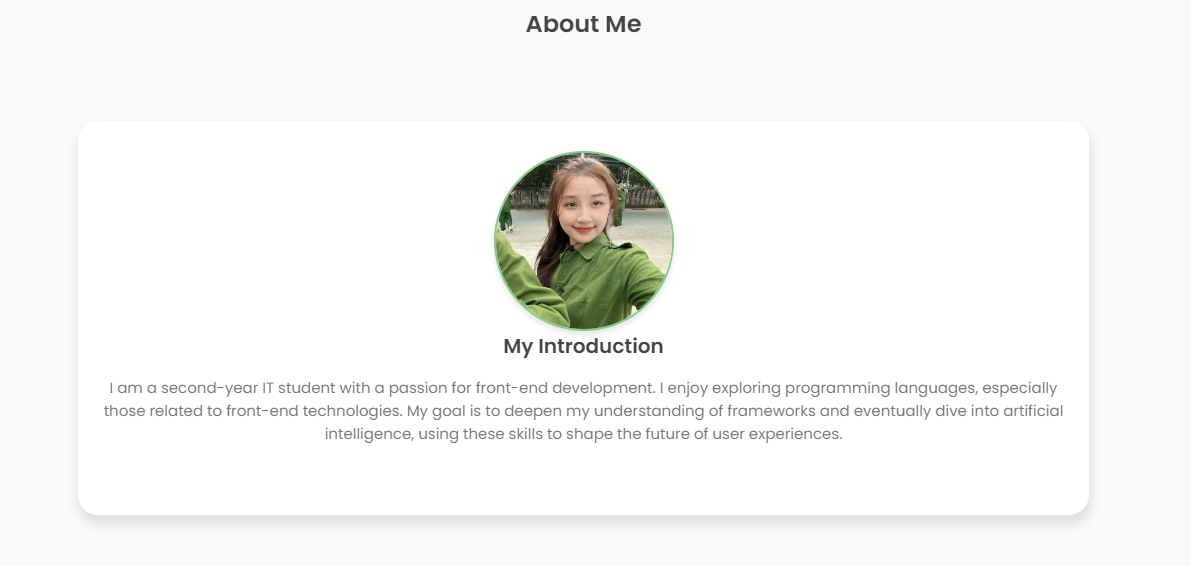 About Me
My Introduction
I am a second-year IT student with a passion for front-end development. I enjoy exploring programming languages, especially
those related to front-end technologies. My goal is to deepen my understanding of frameworks and eventually dive into artificial
intelligence, using these skills to shape the future of user experiences.